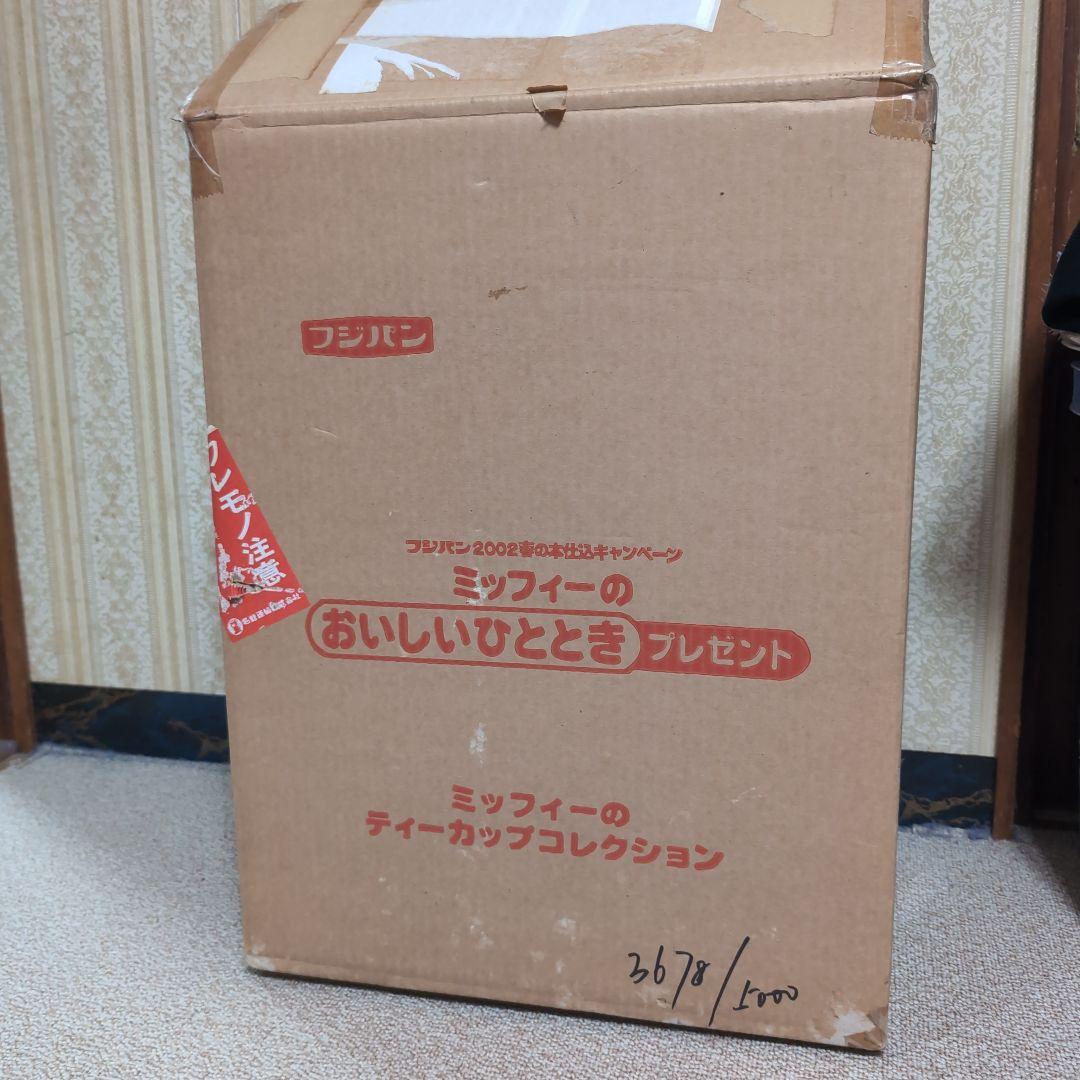 フジパン
ワレモノ注意
フジパン2002春の本仕込キャンペーン
ミッフィーの
おいしいひととき プレゼント
ミッフィーの
ティーカップコレクション
3678/5000